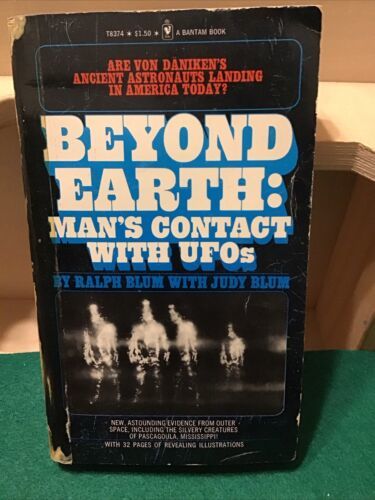 T8374 ★ $1.50 ★ A BANTAM BOOK
ARE VON DÄNIKEN'S
ANCIENT ASTRONAUTS LANDING
IN AMERICA TODAY?
BEYOND
EARTH:
MAN'S CONTACT
WITH UFOs
BY RALPH BLUM WITH JUDY BLUM
NEW, ASTOUNDING EVIDENCE FROM OUTER
SPACE, INCLUDING THE SILVERY CREATURES
OF PASCAGOULA, MISSISSIPPI!
WITH 32 PAGES OF REVEALING ILLUSTRATIONS